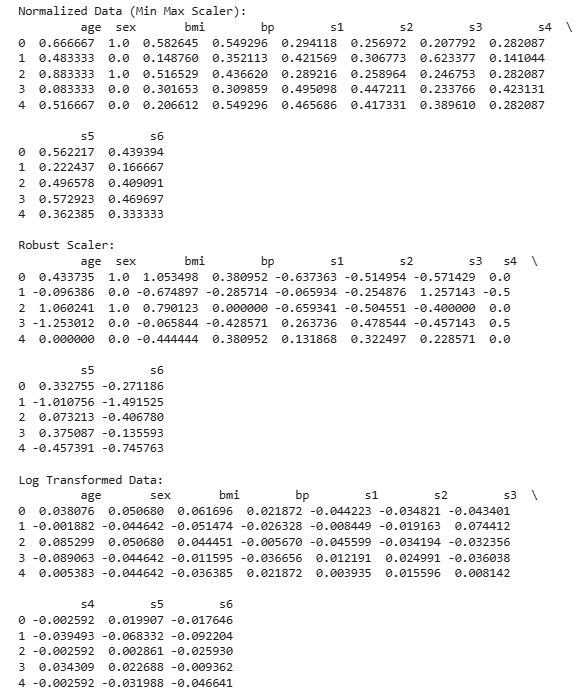 Normalized Data (Min Max Scaler):
age sex bmi bp s1 s2 s3 s4 \
0 0.666667 1.0 0.582645 0.549296 0.294118 0.256972 0.207792 0.282087
1 0.483333 0.0 0.148760 0.352113 0.421569 0.306773 0.623377 0.141044
2 0.883333 1.0 0.516529 0.436620 0.289216 0.258964 0.246753 0.282087
3 0.083333 0.0 0.301653 0.309859 0.495098 0.447211 0.233766 0.423131
4 0.516667 0.0 0.206612 0.549296 0.465686 0.417331 0.389610 0.282087
s5 s6
0 0.562217 0.439394
1 0.222437 0.166667
2 0.496578 0.409091
3 0.572923 0.469697
4 0.362385 0.333333
Robust Scaler:
age sex bmi bp s1 s2 s3 s4 \
0 0.433735 1.0 1.053498 0.380952 -0.637363 -0.514954 -0.571429 0.0
1 -0.096386 0.0 -0.674897 -0.285714 -0.065934 -0.254876 1.257143 -0.5
2 1.060241 1.0 0.790123 0.000000 -0.659341 -0.504551 -0.400000 0.0
3 -1.253012 0.0 -0.065844 -0.428571 0.263736 0.478544 -0.457143 0.5
4 0.000000 0.0 -0.444444 0.380952 0.131868 0.322497 0.228571 0.0
s5 s6
0 0.332755 -0.271186
1 -1.010756 -1.491525
2 0.073213 -0.406780
3 0.375087 -0.135593
4 -0.457391 -0.745763
Log Transformed Data:
age sex bmi bp s1 s2 s3 \
0 0.038076 0.050680 0.061696 0.021872 -0.044223 -0.034821 -0.043401
1 -0.001882 -0.044642 -0.051474 -0.026328 -0.008449 -0.019163 0.074412
2 0.085299 0.050680 0.044451 -0.005670 -0.045599 -0.034194 -0.032356
3 -0.089063 -0.044642 -0.011595 -0.036656 0.012191 0.024991 -0.036038
4 0.005383 -0.044642 -0.036385 0.021872 0.003935 0.015596 0.008142
s4 s5 s6
0 -0.002592 0.019907 -0.017646
1 -0.039493 -0.068332 -0.092204
2 -0.002592 0.002861 -0.025930
3 0.034309 0.022688 -0.009362
4 -0.002592 -0.031988 -0.046641